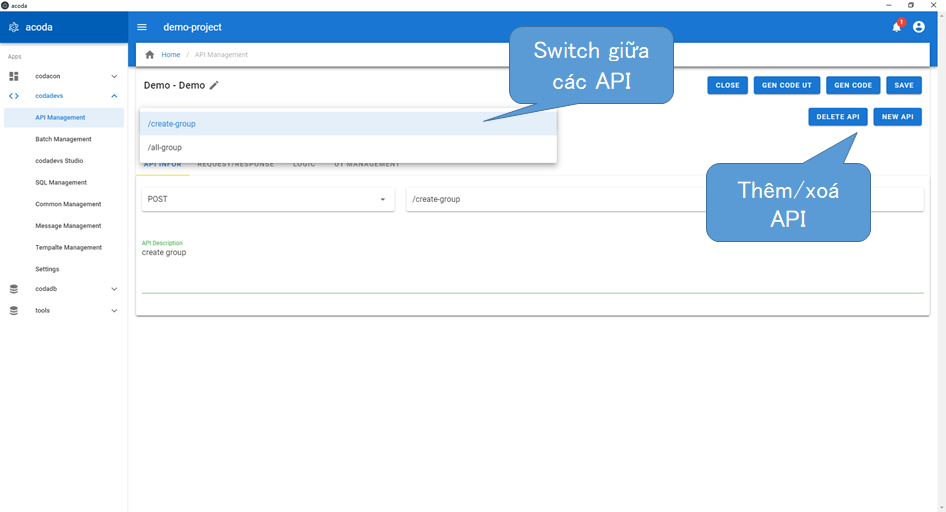 acoda
acoda
demo-project
1
Apps
Home / API Management
codacon
codadevs
API Management
Batch Management
codadevs Studio
SQL Management
Common Management
Message Management
Tempalte Management
Settings
acodadb
tools
Demo - Demo
CLOSE
GEN CODE UT
GEN CODE
SAVE
DELETE API
NEW API
/create-group
/all-group
API INFOR
REQUEST/RESPONSE
LOGIC
UT MANAGEMENT
POST
/create-group
API Description
create group
Switch giữa
các API
Thêm/xoá
API